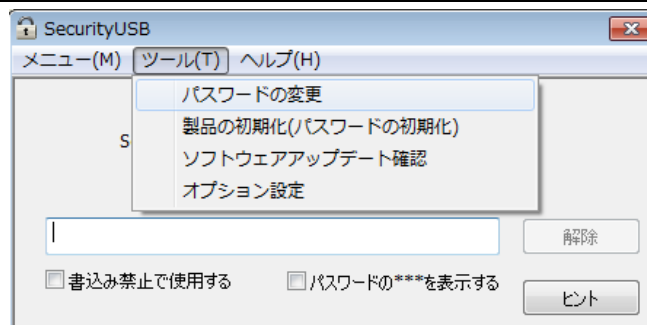 SecurityUSB
メニュー(M) ツール(T) ヘルプ(H)
パスワードの変更
製品の初期化(パスワードの初期化)
S
ソフトウェアアップデート確認
オプション設定
解除
書込み禁止で使用する パスワードの***を表示する
ヒント